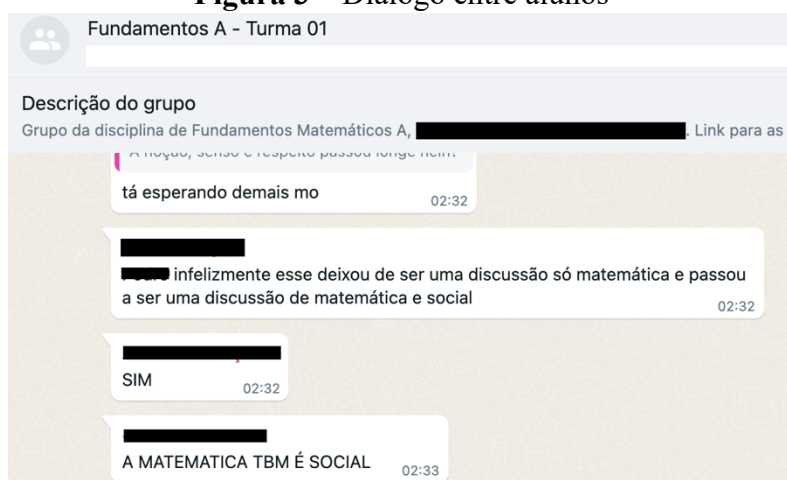 Figura 3 – Diálogo entre alunos
Fundamentos A - Turma 01
Descrição do grupo
Grupo da disciplina de Fundamentos Matemáticos A, . Link para as
A noção, senso e respeito passou longe hein?
tá esperando demais mo
02:32
infelizmente esse deixou de ser uma discussão só matemática e passou
a ser uma discussão de matemática e social
02:32
SIM
02:32
A MATEMATICA TBM É SOCIAL
02:33